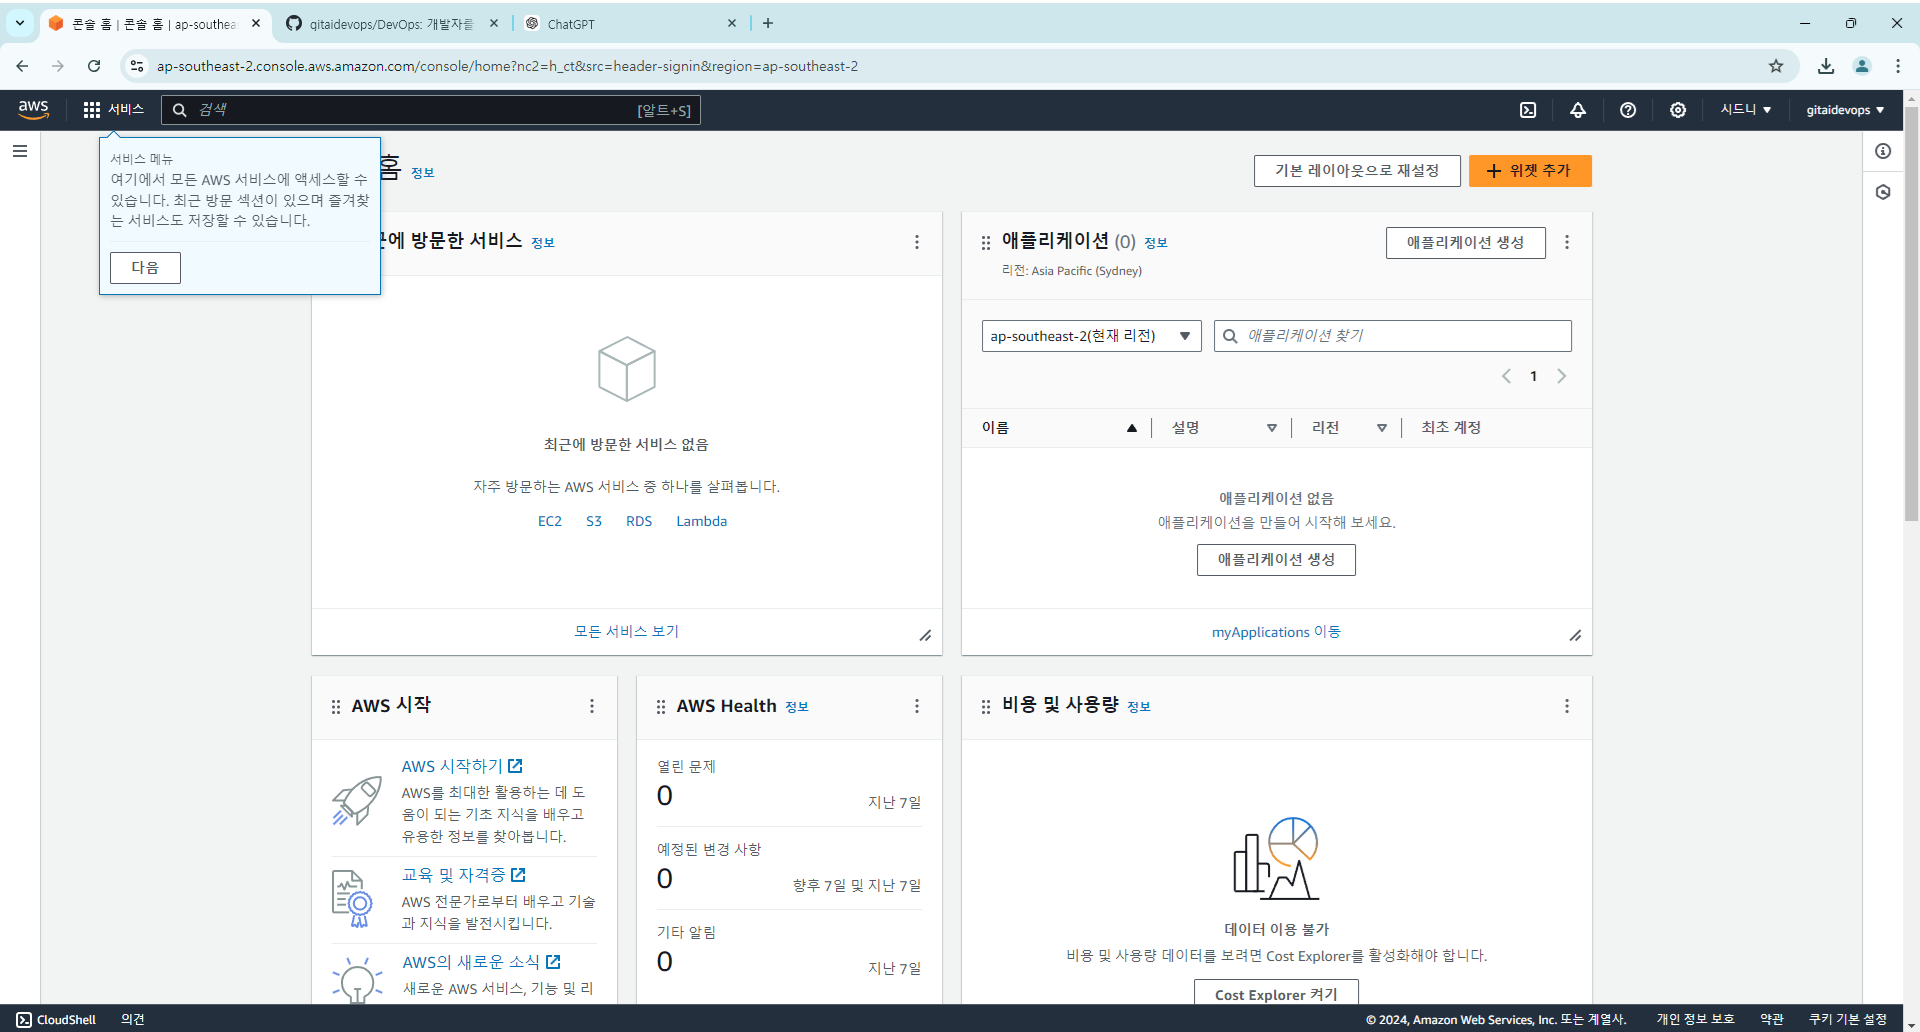 콘솔 홈 | 콘솔 홈 | ap-southea
gitaidevops/DevOps: 개발자를
ChatGPT
ap-southeast-2.console.aws.amazon.com/console/home?nc2=h_ct&src=header-signin&region=ap-southeast-2
aws
서비스
검색
[알트+S]
시드니
gitaidevops
서비스 메뉴
여기에서 모든 AWS 서비스에 액세스할 수
있습니다. 최근 방문 섹션이 있으며 즐겨찾
는 서비스도 저장할 수 있습니다.
다음
홈 정보
기본 레이아웃으로 재설정
위젯 추가
에 방문한 서비스 정보
최근에 방문한 서비스 없음
자주 방문하는 AWS 서비스 중 하나를 살펴봅니다.
EC2 S3 RDS Lambda
모든 서비스 보기
애플리케이션 (0) 정보
리전: Asia Pacific (Sydney)
애플리케이션 생성
ap-southeast-2(현재 리전)
애플리케이션 찾기
1
이름 설명 리전 최초 계정
애플리케이션 없음
애플리케이션을 만들어 시작해 보세요.
애플리케이션 생성
myApplications 이동
AWS 시작
AWS 시작하기
AWS를 최대한 활용하는 데 도
움이 되는 기초 지식을 배우고
유용한 정보를 찾아봅니다.
교육 및 자격증
AWS 전문가로부터 배우고 기술
과 지식을 발전시킵니다.
AWS의 새로운 소식
새로운 AWS 서비스, 기능 및 리
AWS Health 정보
열린 문제
0
지난 7일
예정된 변경 사항
0
향후 7일 및 지난 7일
기타 알림
0
지난 7일
비용 및 사용량 정보
데이터 이용 불가
비용 및 사용량 데이터를 보려면 Cost Explorer를 활성화해야 합니다.
Cost Explorer 켜기
CloudShell
의견
© 2024, Amazon Web Services, Inc. 또는 계열사.
개인 정보 보호
약관
쿠키 기본 설정